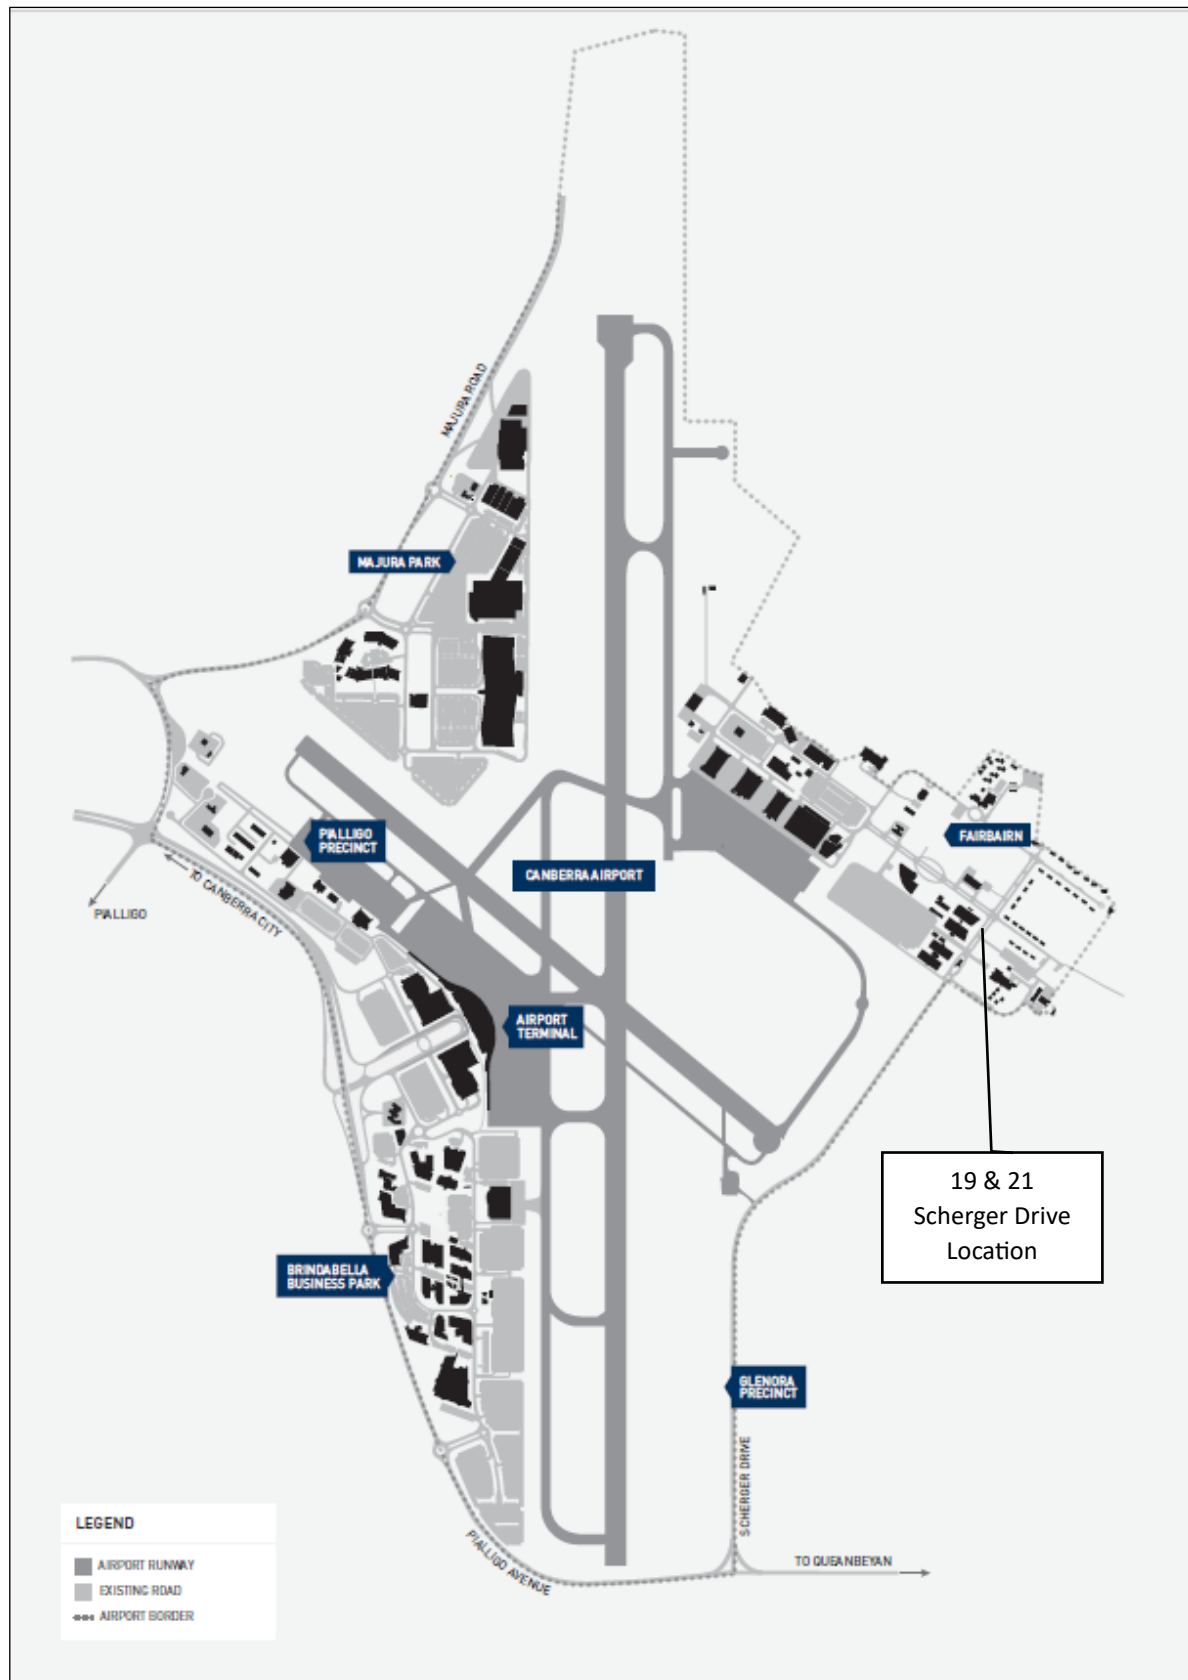 MAJURA ROAD
MAJURA PARK
PIALLIGO
PRECINCT
CANBERRA AIRPORT
FAIRBAIRN
TO CANBERRA CITY
PIALLIGO
AIRPORT
TERMINAL
19 & 21
Scherger Drive
Location
BRINDABELLA
BUSINESS PARK
GLENORA
PRECINCT
SCHERGER DRIVE
PIALLIGO AVENUE
TO QUEANBEYAN
LEGEND
AIRPORT RUNWAY
EXISTING ROAD
AIRPORT BORDER